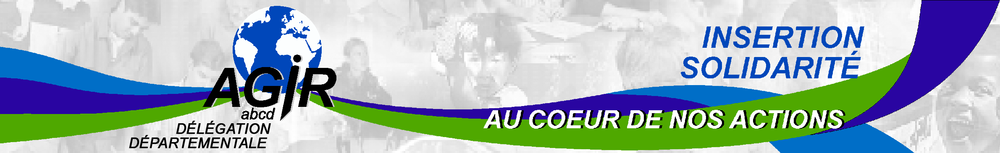 AGIR
abcd
DÉLÉGATION
DÉPARTEMENTALE
INSERTION
SOLIDARITÉ
AU COEUR DE NOS ACTIONS